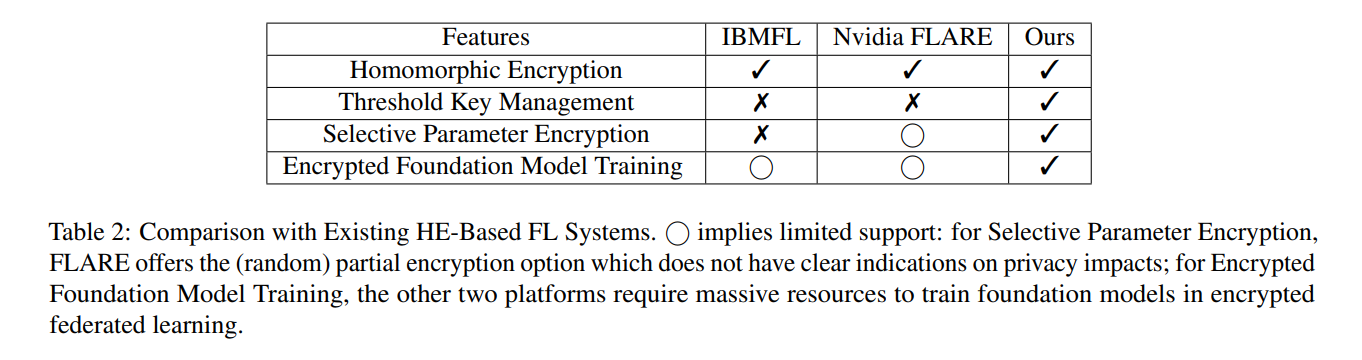 Features IBMFL Nvidia FLARE Ours
Homomorphic Encryption ✓ ✓ ✓
Threshold Key Management ✗ ✗ ✓
Selective Parameter Encryption ✗ ◯ ✓
Encrypted Foundation Model Training ◯ ◯ ✓
Table 2: Comparison with Existing HE-Based FL Systems. ◯ implies limited support: for Selective Parameter Encryption,
FLARE offers the (random) partial encryption option which does not have clear indications on privacy impacts; for Encrypted
Foundation Model Training, the other two platforms require massive resources to train foundation models in encrypted
federated learning.